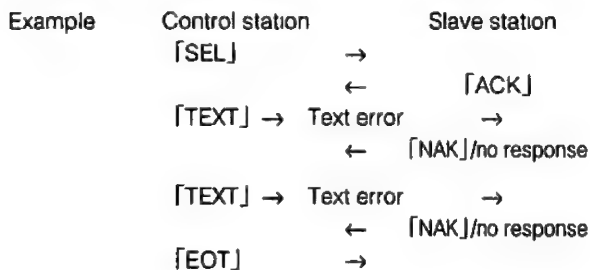 Example Control station Slave station
「SEL」 →
← 「ACK」
「TEXT」 → Text error →
← 「NAK」/no response
「TEXT」 → Text error →
← 「NAK」/no response
「EOT」 →